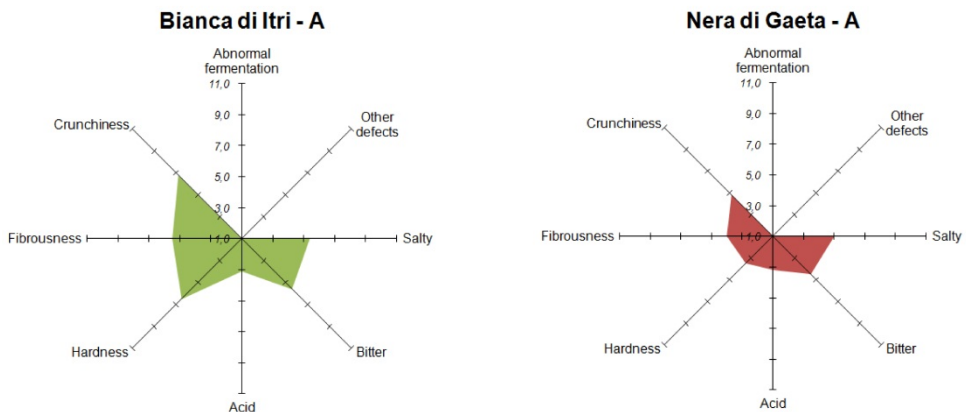 Bianca di Itri - A
Abnormal
fermentation
11,0
9,0
7,0
5,0
3,0
1,0
Other
defects
Salty
Bitter
Acid
Hardness
Fibrousness
Crunchiness
Nera di Gaeta - A
Abnormal
fermentation
11,0
9,0
7,0
5,0
3,0
1,0
Other
defects
Salty
Bitter
Acid
Hardness
Fibrousness
Crunchiness